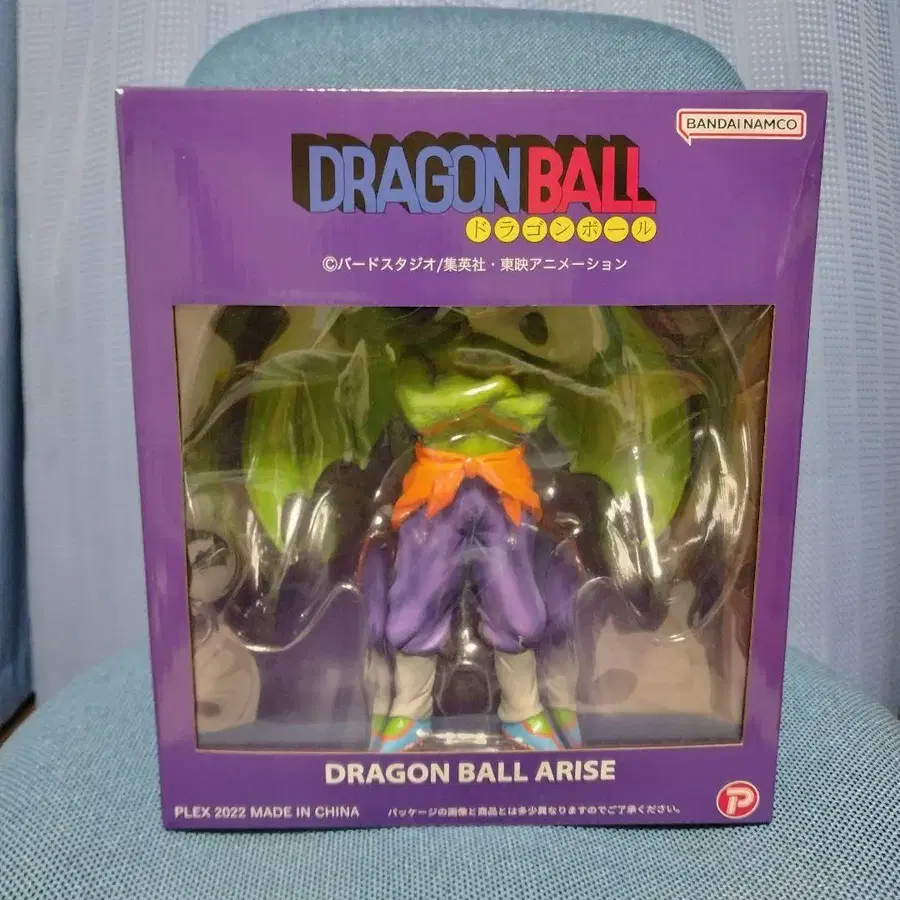 BANDAI NAMCO
DRAGON BALL
ドラゴンボール
©バードスタジオ/集英社・東映アニメーション
DRAGON BALL ARISE
PLEX 2022 MADE IN CHINA
パッケージの画像と商品とは多少異なりますのでご了承ください。
P